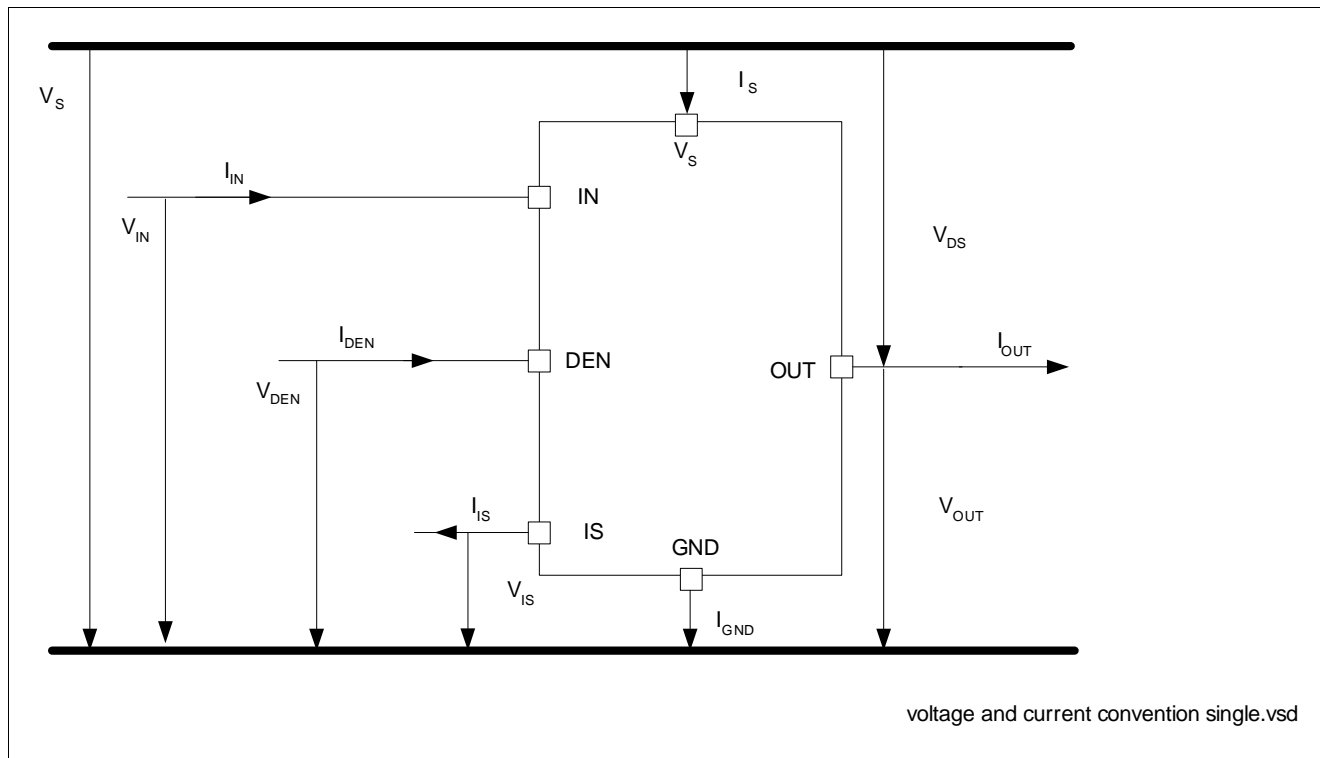 V_S
I_S
V_S
I_IN
IN
V_IN
V_DS
I_DEN
I_OUT
DEN
OUT
V_DEN
I_IS
V_OUT
IS
GND
V_IS
I_GND
voltage and current convention single.vsd